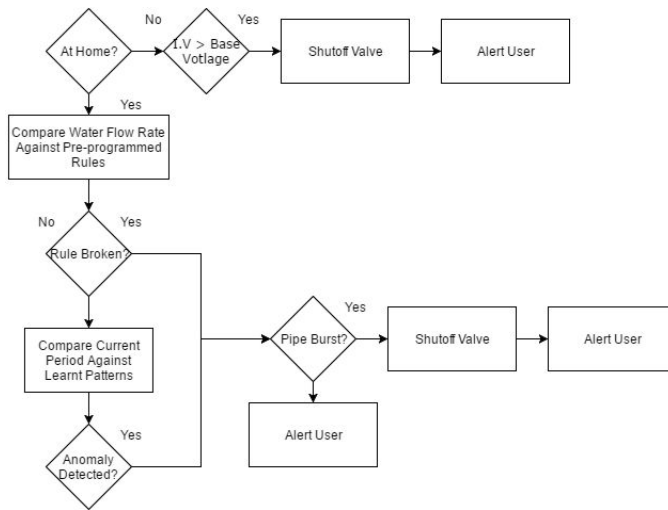 No
Yes
At Home?
I.V > Base
Votlage
Shutoff Valve
Alert User
Yes
Compare Water Flow Rate
Against Pre-programmed
Rules
No
Yes
Rule Broken?
Yes
Pipe Burst?
Shutoff Valve
Alert User
Compare Current
Period Against
Learnt Patterns
Yes
Alert User
Anomaly
Detected?